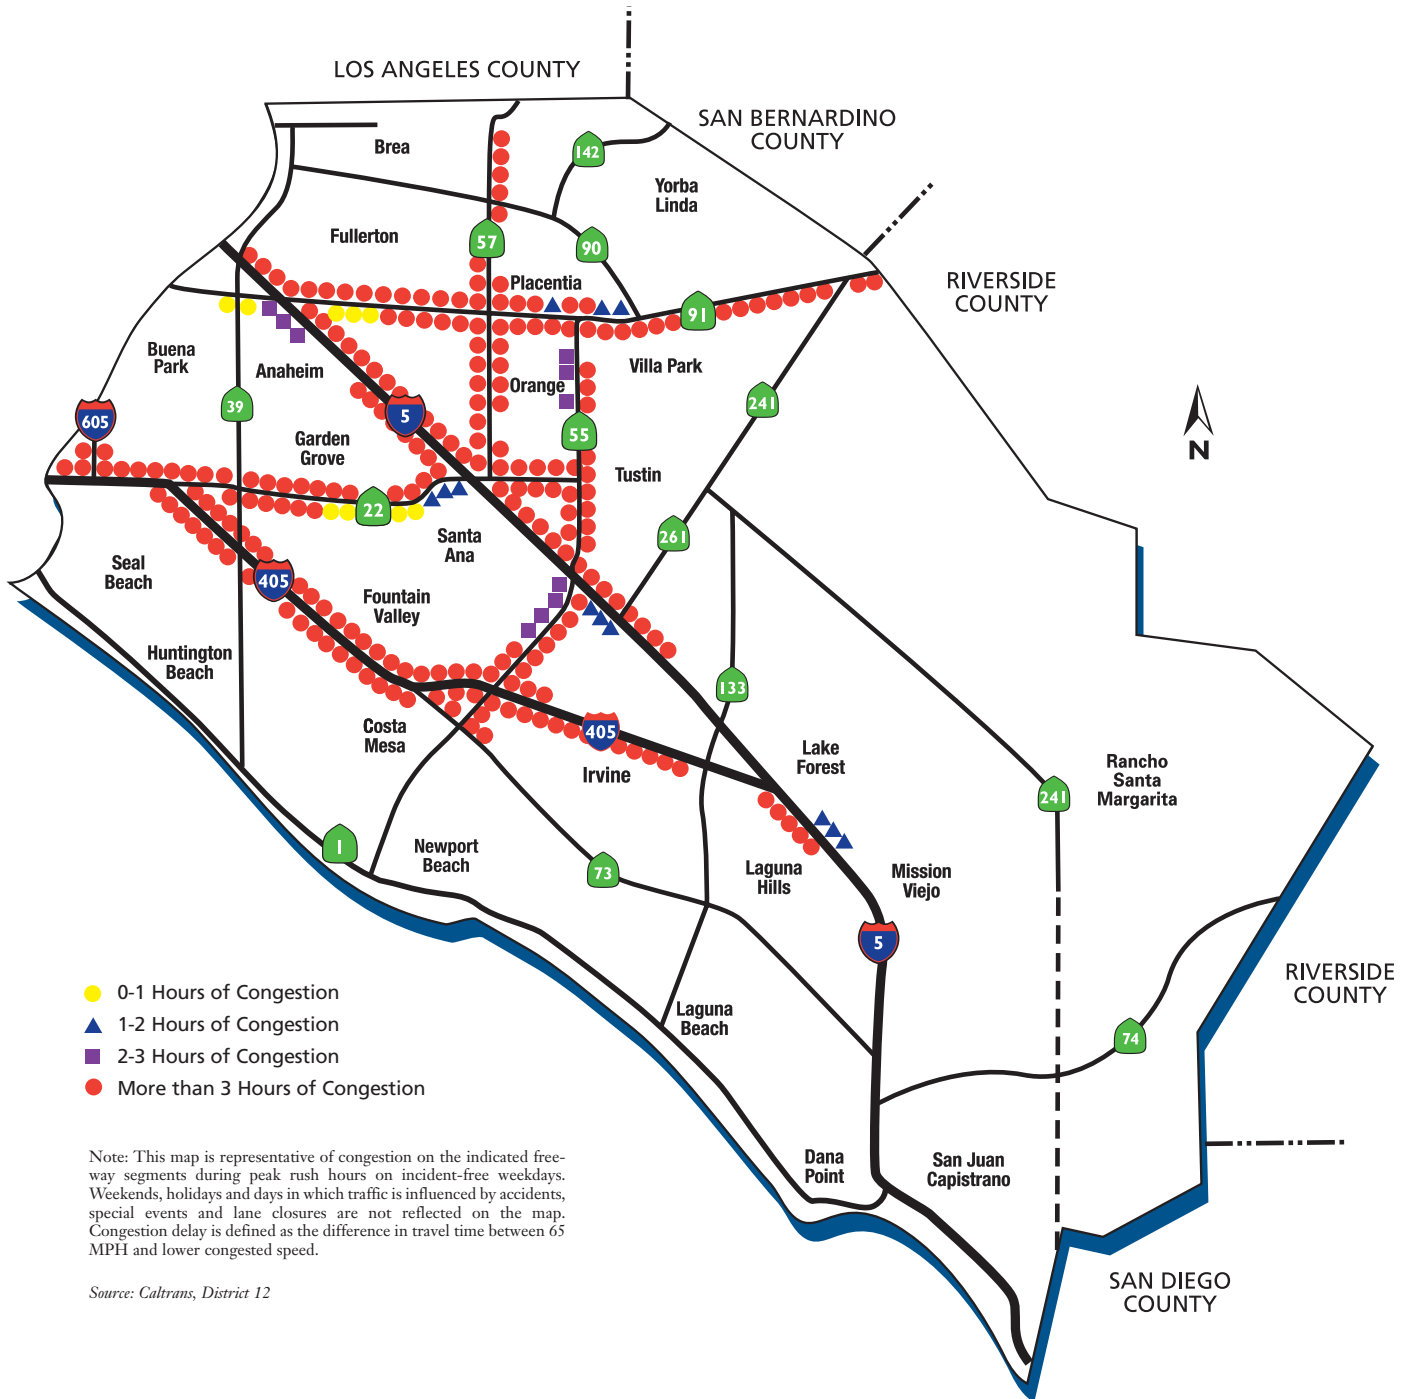 LOS ANGELES COUNTY
SAN BERNARDINO
COUNTY
Brea
142
Yorba
Linda
Fullerton
57
90
Placentia
RIVERSIDE
COUNTY
91
Buena
Park
Anaheim
Villa Park
Orange
605
39
5
241
55
Garden
Grove
Tustin
N
22
Santa
Ana
261
Seal
Beach
405
Fountain
Valley
Huntington
Beach
133
Costa
Mesa
405
Irvine
Lake
Forest
Rancho
Santa
Margarita
241
1
Newport
Beach
73
Laguna
Hills
Mission
Viejo
5
RIVERSIDE
COUNTY
0-1 Hours of Congestion
1-2 Hours of Congestion
2-3 Hours of Congestion
More than 3 Hours of Congestion
Laguna
Beach
74
Note: This map is representative of congestion on the indicated free-
way segments during peak rush hours on incident-free weekdays.
Weekends, holidays and days in which traffic is influenced by accidents,
special events and lane closures are not reflected on the map.
Congestion delay is defined as the difference in travel time between 65
MPH and lower congested speed.
Dana
Point
San Juan
Capistrano
Source: Caltrans, District 12
SAN DIEGO
COUNTY